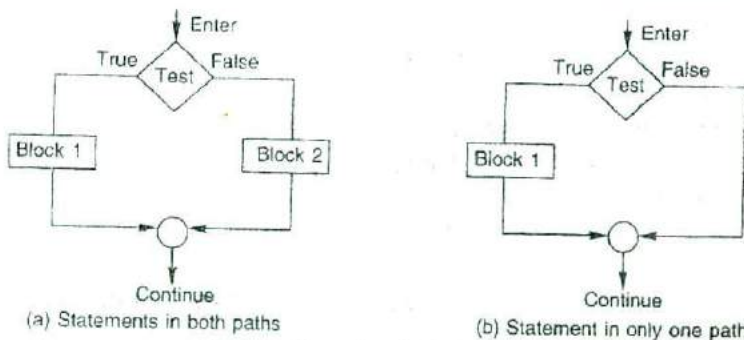 Enter
True
False
Test
Block 1
Block 2
Continue
(a) Statements in both paths
Enter
True
False
Test
Block 1
Continue
(b) Statement in only one path